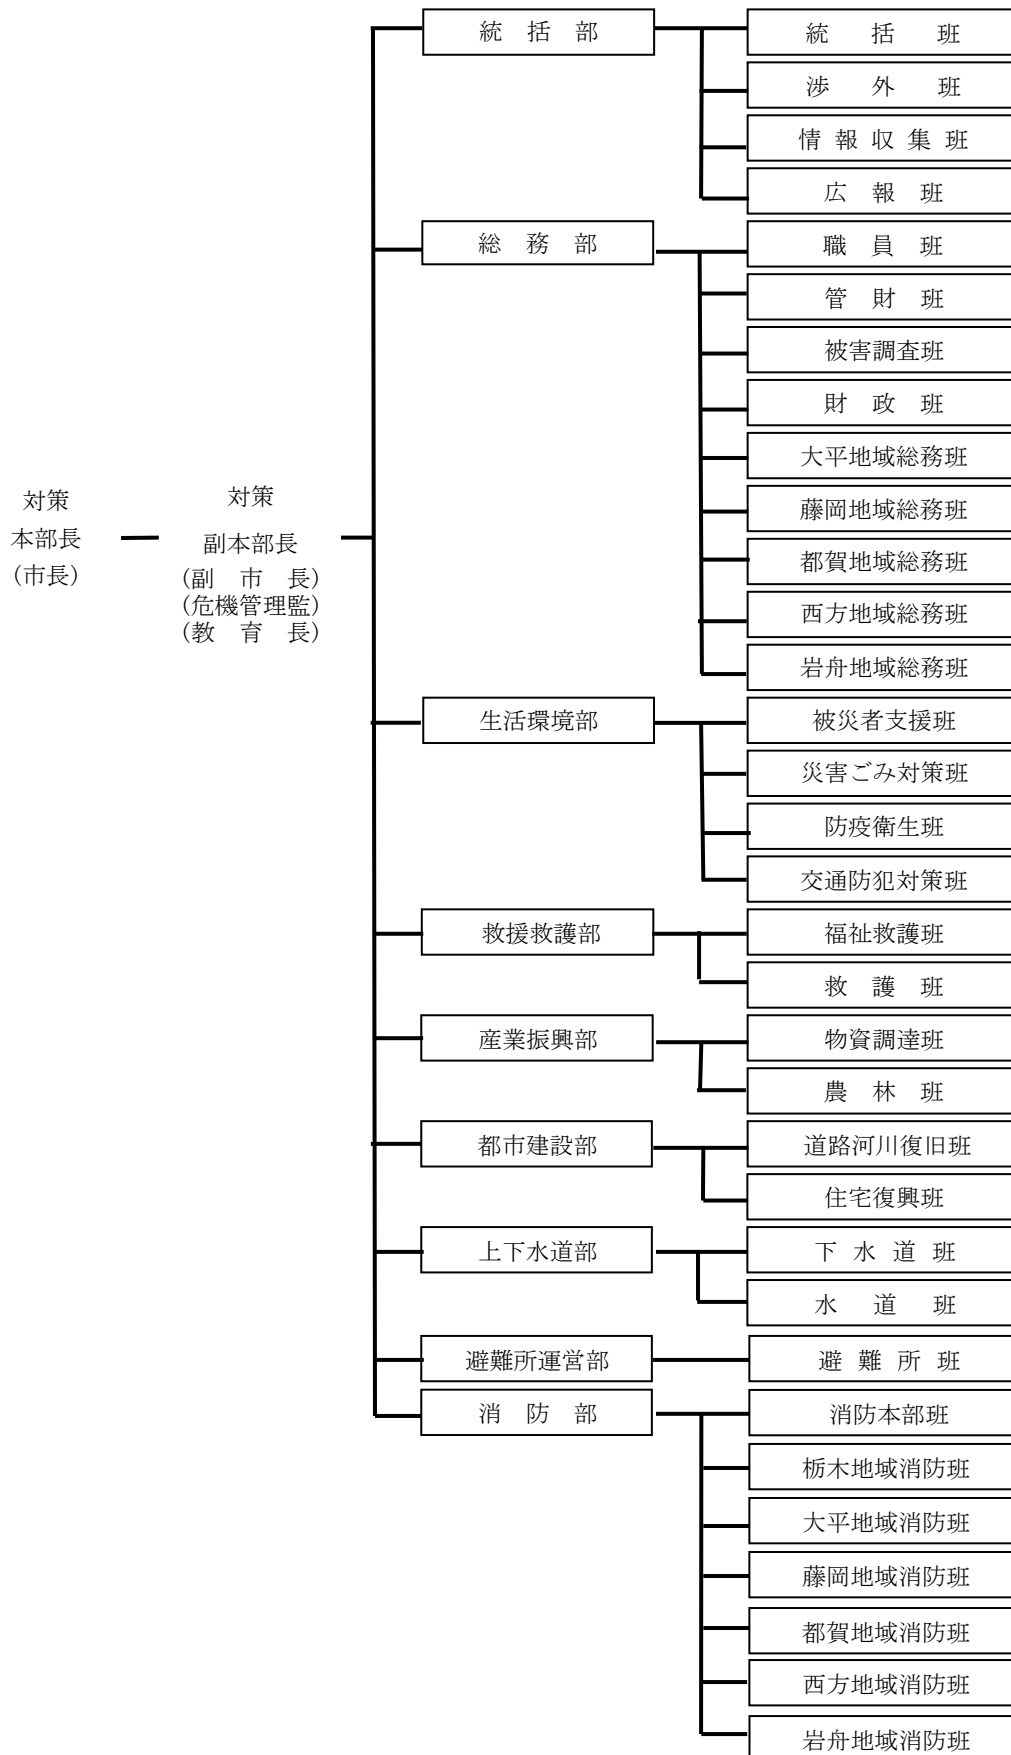 対策
本部長
(市長)
対策
副本部長
(副　市　長)
(危機管理監)
(教　育　長)
統　括　部
統　括　班
渉　外　班
情 報 収 集 班
広　報　班
総　務　部
職　員　班
管　財　班
被害調査班
財　政　班
大平地域総務班
藤岡地域総務班
都賀地域総務班
西方地域総務班
岩舟地域総務班
生活環境部
被災者支援班
災害ごみ対策班
防疫衛生班
交通防犯対策班
救援救護部
福祉救護班
救　護　班
産業振興部
物資調達班
農　林　班
都市建設部
道路河川復旧班
住宅復興班
上下水道部
下 水 道 班
水　道　班
避難所運営部
避 難 所 班
消　防　部
消防本部班
栃木地域消防班
大平地域消防班
藤岡地域消防班
都賀地域消防班
西方地域消防班
岩舟地域消防班